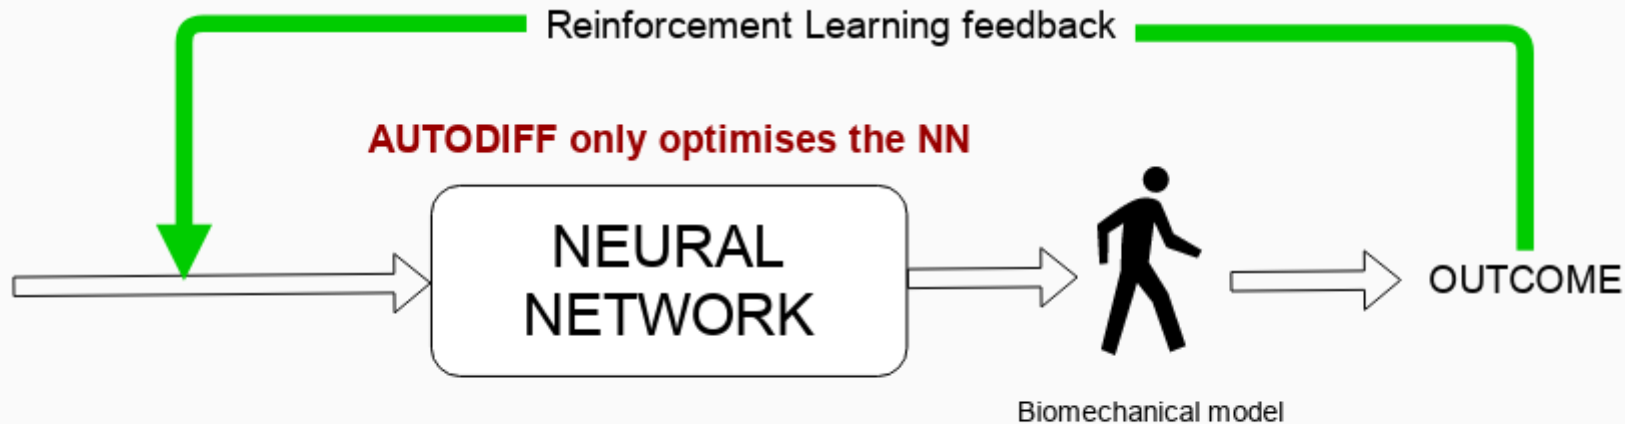 Reinforcement Learning feedback
AUTODIFF only optimises the NN
NEURAL
NETWORK
OUTCOME
Biomechanical model